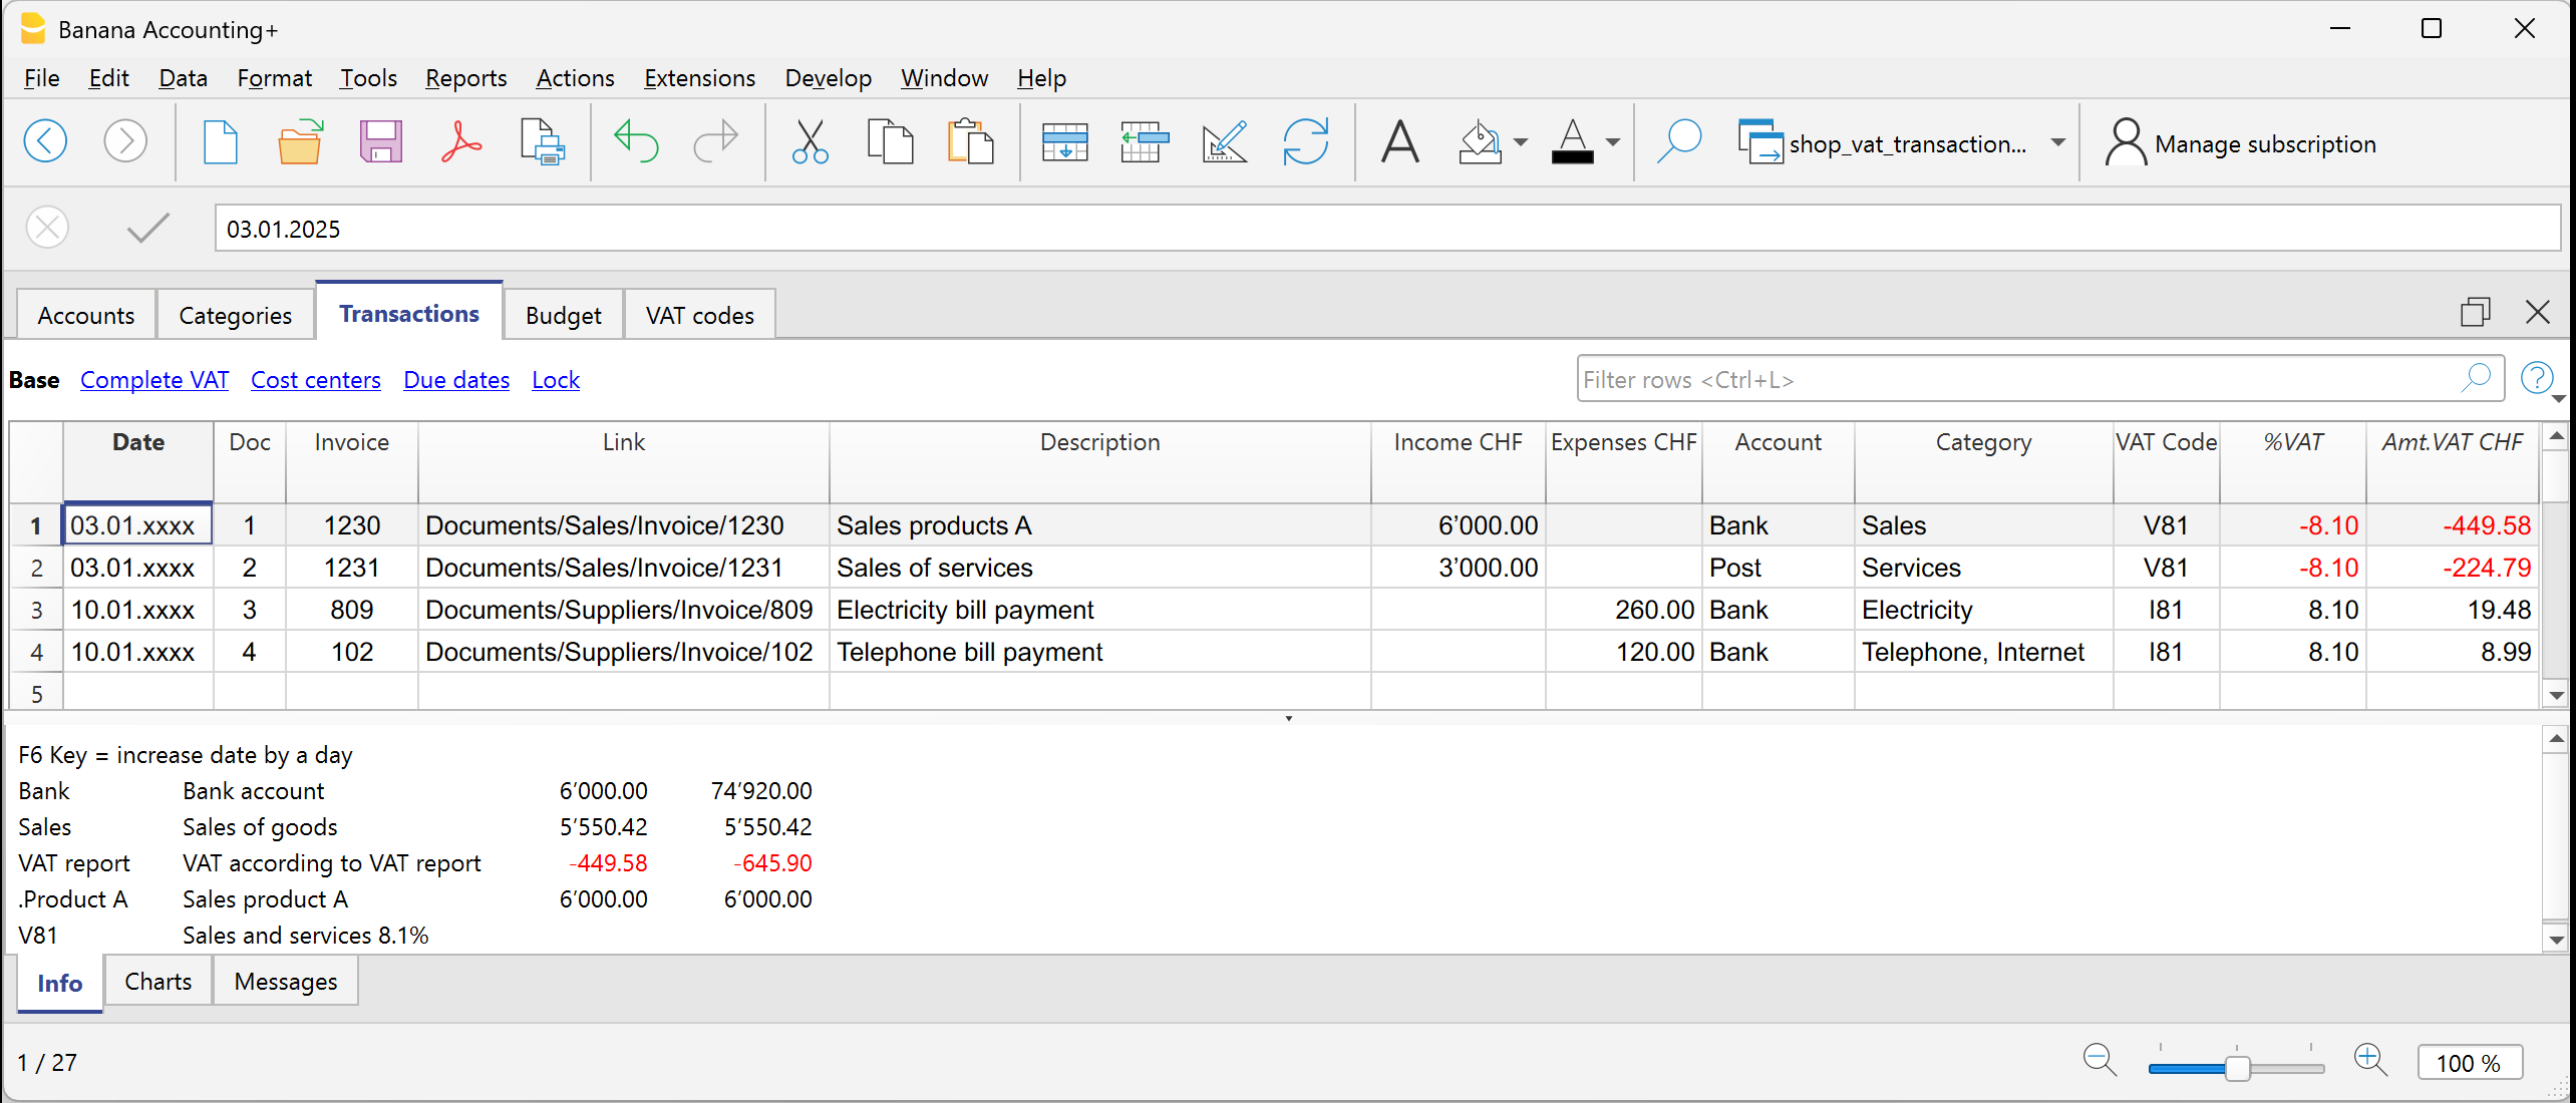 Banana Accounting+
File Edit Data Format Tools Reports Actions Extensions Develop Window Help
shop_vat_transaction... Manage subscription
03.01.2025
Accounts Categories Transactions Budget VAT codes
Base Complete VAT Cost centers Due dates Lock Filter rows <Ctrl+L> ?
Date Doc Invoice Link Description Income CHF Expenses CHF Account Category VAT Code %VAT Amt.VAT CHF
1 03.01.xxxx 1 1230 Documents/Sales/Invoice/1230 Sales products A 6’000.00 Bank Sales V81 -8.10 -449.58
2 03.01.xxxx 2 1231 Documents/Sales/Invoice/1231 Sales of services 3’000.00 Post Services V81 -8.10 -224.79
3 10.01.xxxx 3 809 Documents/Suppliers/Invoice/809 Electricity bill payment 260.00 Bank Electricity I81 8.10 19.48
4 10.01.xxxx 4 102 Documents/Suppliers/Invoice/102 Telephone bill payment 120.00 Bank Telephone, Internet I81 8.10 8.99
5
F6 Key = increase date by a day
Bank Bank account 6’000.00 74’920.00
Sales Sales of goods 5’550.42 5’550.42
VAT report VAT according to VAT report -449.58 -645.90
.Product A Sales product A 6’000.00 6’000.00
V81 Sales and services 8.1%
Info Charts Messages
1 / 27 100 %